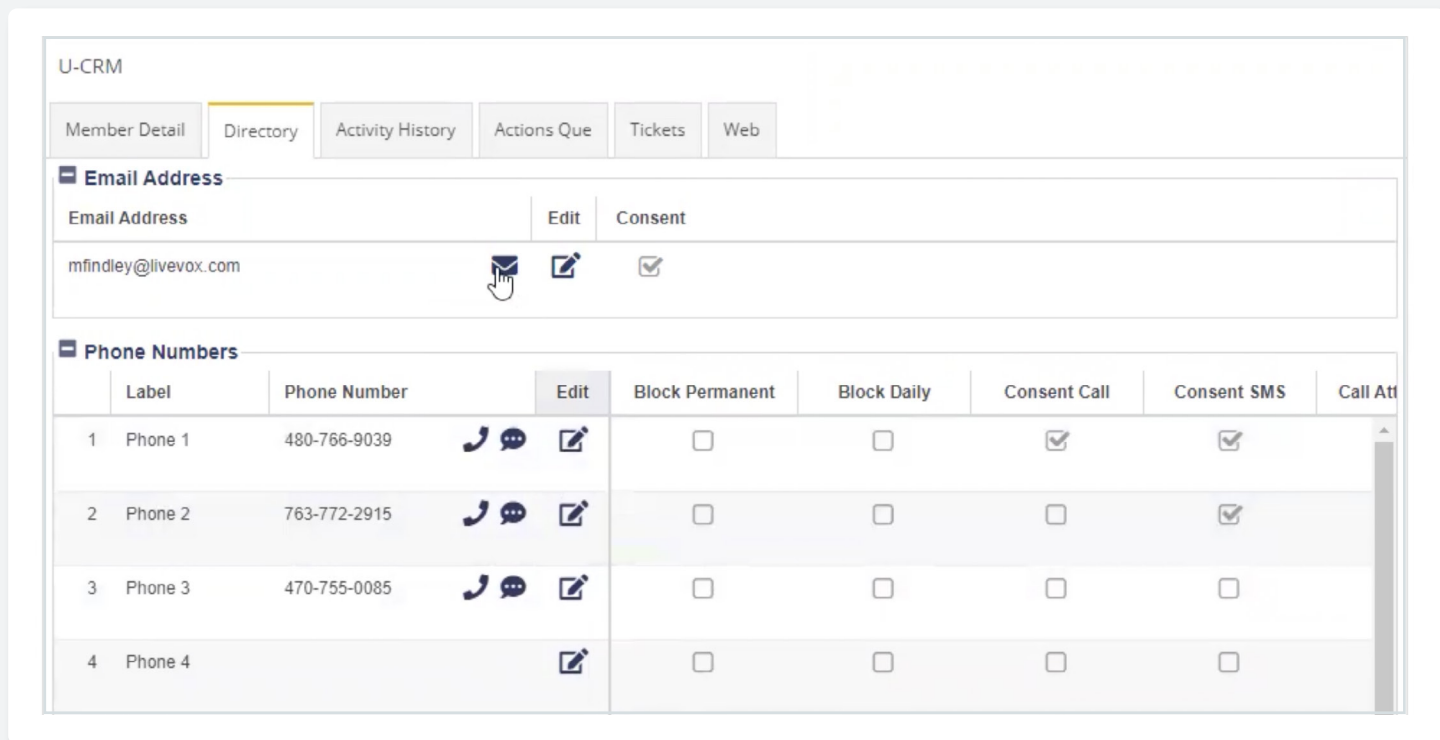 U-CRM
Member Detail Directory Activity History Actions Que Tickets Web
Email Address
Email Address Edit Consent
mfindley@livevox.com
Phone Numbers
Label Phone Number Edit Block Permanent Block Daily Consent Call Consent SMS Call Att
1 Phone 1 480-766-9039
2 Phone 2 763-772-2915
3 Phone 3 470-755-0085
4 Phone 4